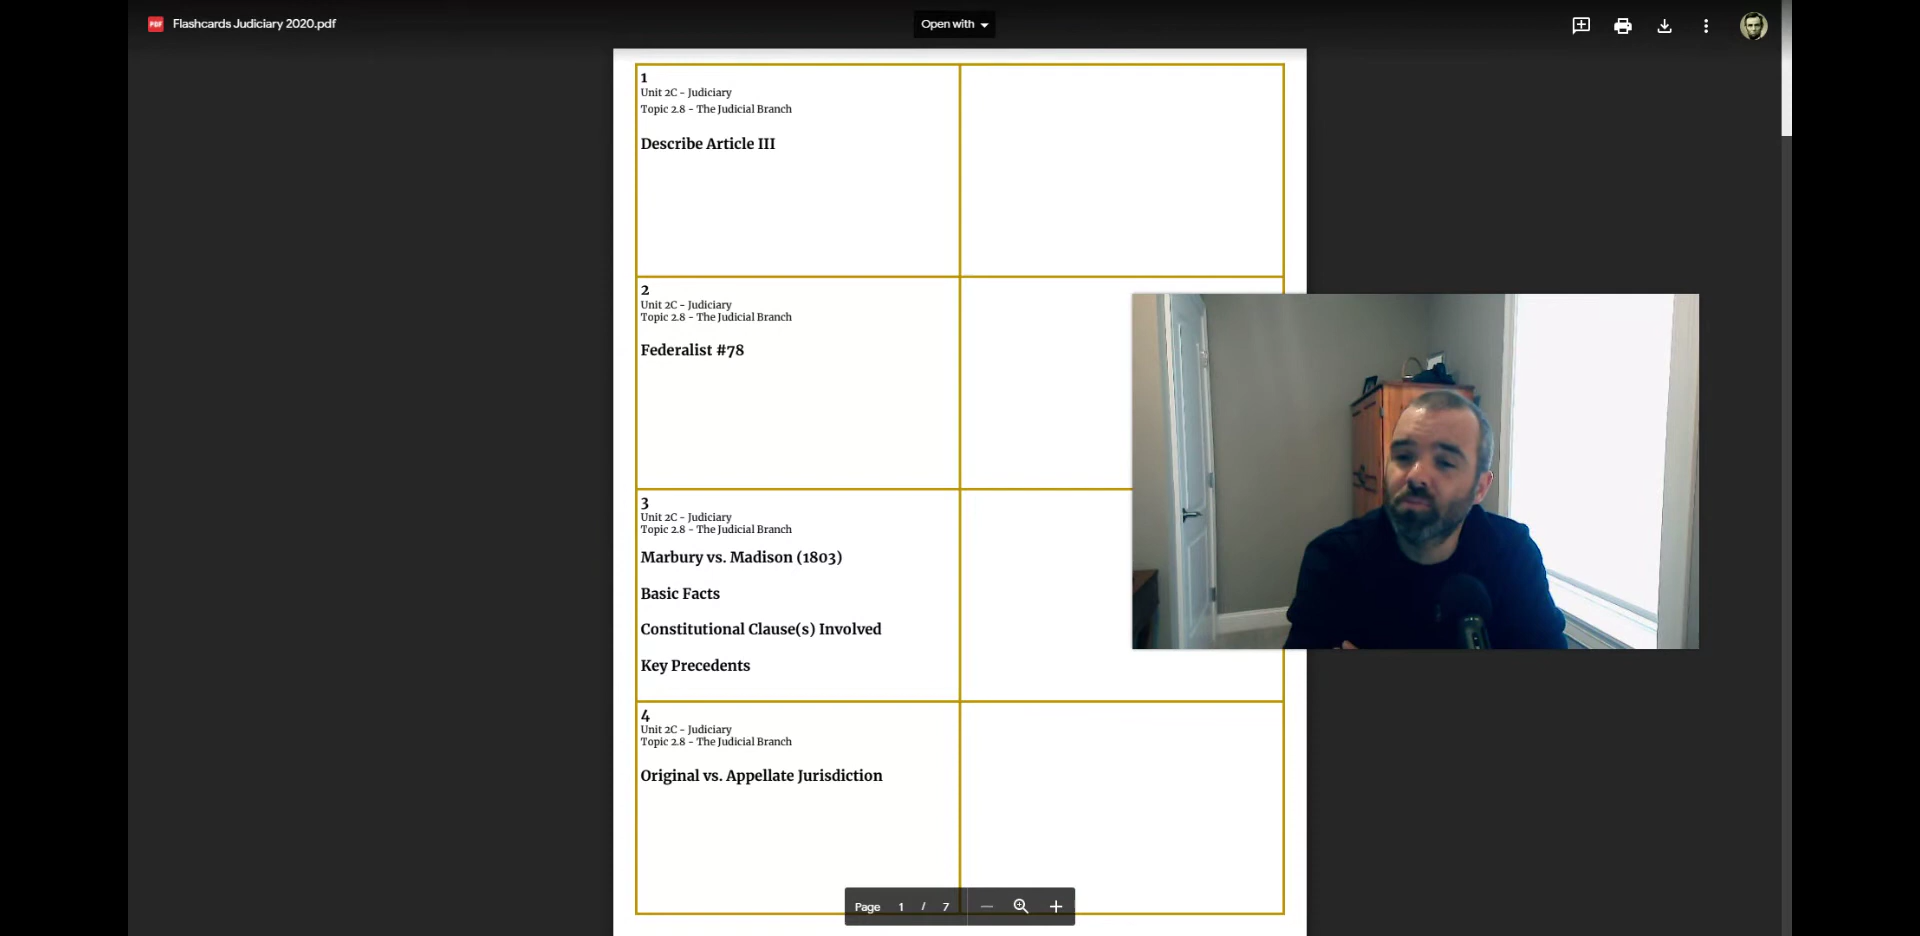 PDF
Flashcards Judiciary 2020.pdf
Open with
1
Unit 2C - Judiciary
Topic 2.8 - The Judicial Branch
Describe Article III
2
Unit 2C - Judiciary
Topic 2.8 - The Judicial Branch
Federalist #78
3
Unit 2C - Judiciary
Topic 2.8 - The Judicial Branch
Marbury vs. Madison (1803)
Basic Facts
Constitutional Clause(s) Involved
Key Precedents
4
Unit 2C - Judiciary
Topic 2.8 - The Judicial Branch
Original vs. Appellate Jurisdiction
Page 1 / 7